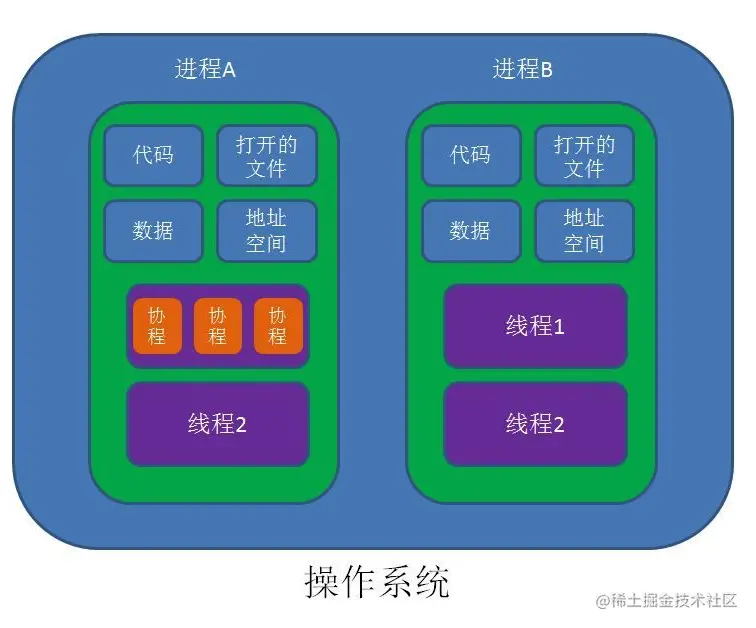 进程A
进程B
代码
打开的
文件
代码
打开的
文件
数据
地址
空间
数据
地址
空间
协
程
协
程
协
程
线程1
线程2
线程2
操作系统
@稀土掘金技术社区